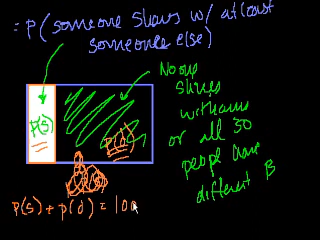 = P(someone shares w/ at least
someone else)
No one
shares
with anyone
or all 30
people have
different B
P(s)
P(d)
P(s) + P(d) = 100